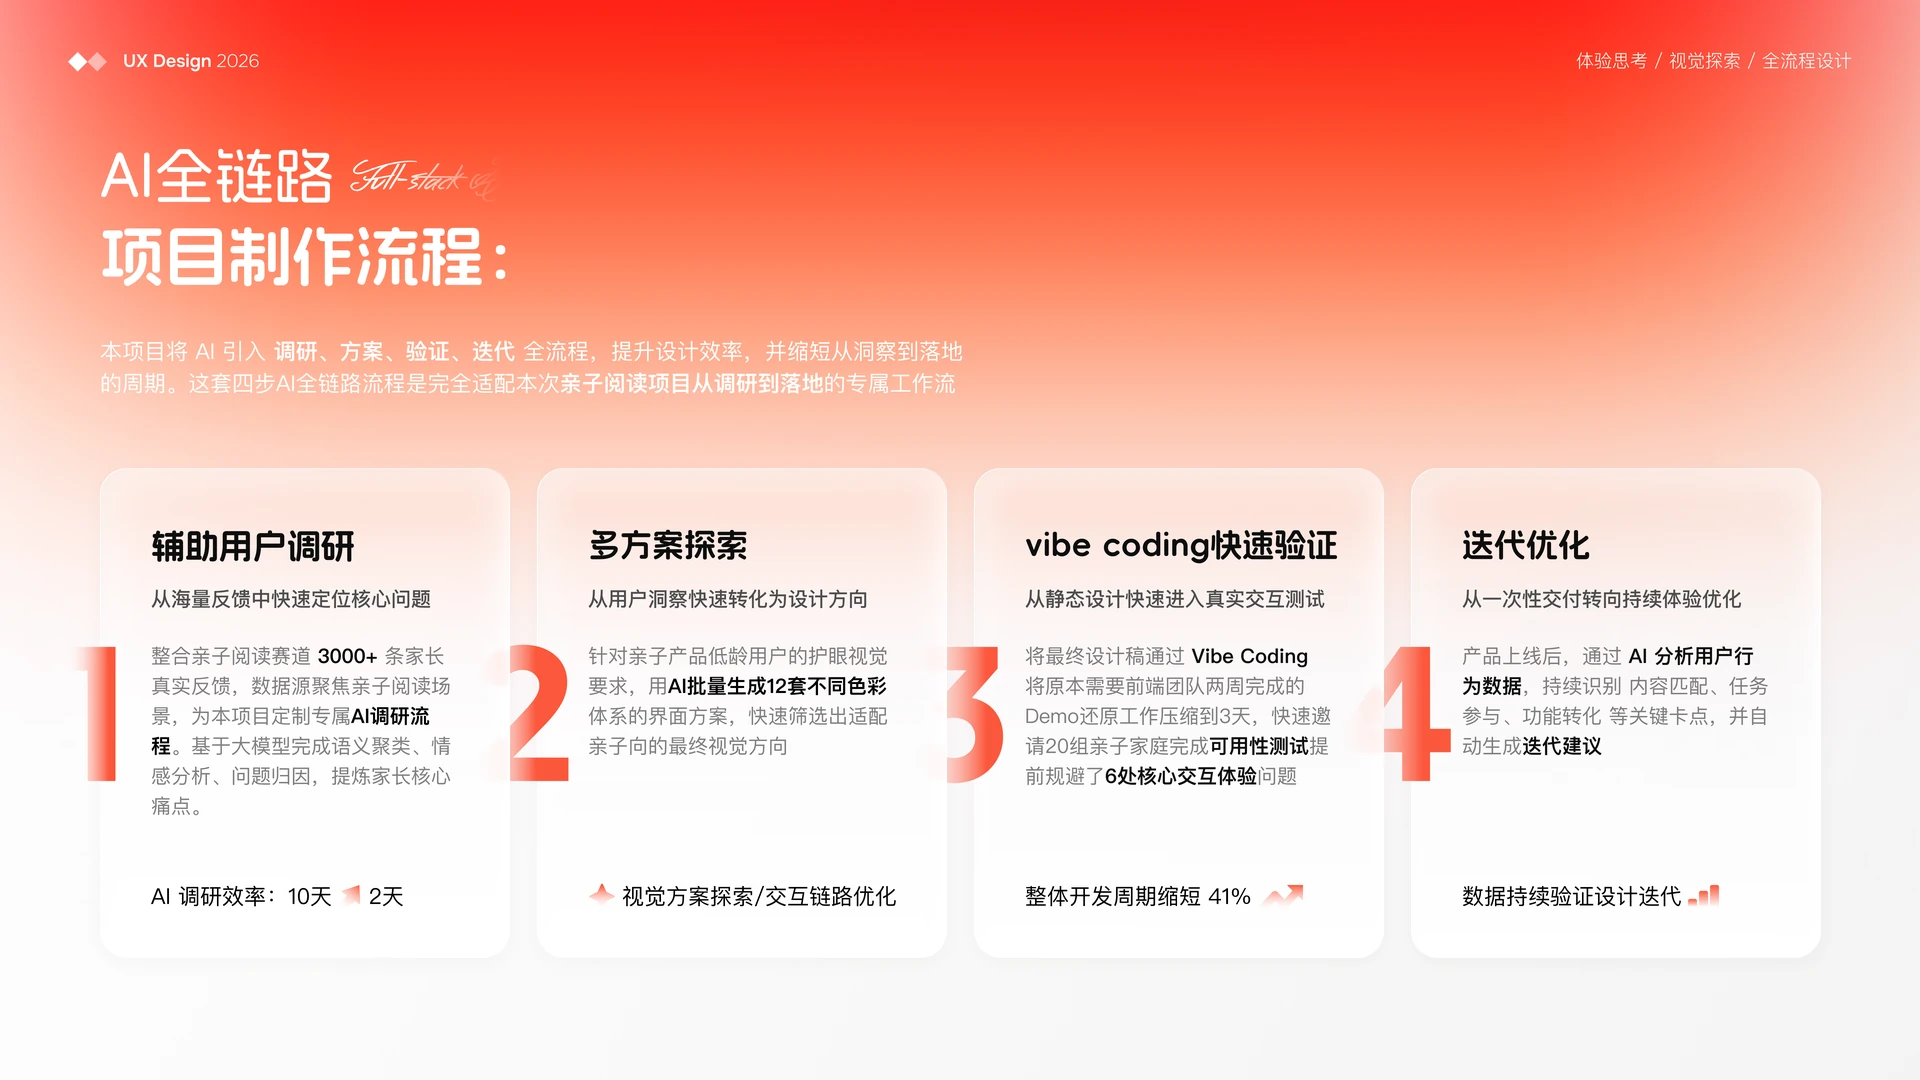 UX Design 2026
体验思考 / 视觉探索 / 全流程设计
AI全链路 Full-stack
项目制作流程：
本项目将 AI 引入 调研、方案、验证、迭代 全流程，提升设计效率，并缩短从洞察到落地
的周期。这套四步AI全链路流程是完全适配本次亲子阅读项目从调研到落地的专属工作流
1
辅助用户调研
从海量反馈中快速定位核心问题
整合亲子阅读赛道 3000+ 条家长
真实反馈，数据源聚焦亲子阅读场
景，为本项目定制专属AI调研流
程。基于大模型完成语义聚类、情
感分析、问题归因，提炼家长核心
痛点。
AI 调研效率：10天 2天
2
多方案探索
从用户洞察快速转化为设计方向
针对亲子产品低龄用户的护眼视觉
要求，用AI批量生成12套不同色彩
体系的界面方案，快速筛选出适配
亲子向的最终视觉方向
视觉方案探索/交互链路优化
3
vibe coding快速验证
从静态设计快速进入真实交互测试
将最终设计稿通过 Vibe Coding
将原本需要前端团队两周完成的
Demo还原工作压缩到3天，快速邀
请20组亲子家庭完成可用性测试提
前规避了6处核心交互体验问题
整体开发周期缩短 41%
4
迭代优化
从一次性交付转向持续体验优化
产品上线后，通过 AI 分析用户行
为数据，持续识别 内容匹配、任务
参与、功能转化 等关键卡点，并自
动生成迭代建议
数据持续验证设计迭代